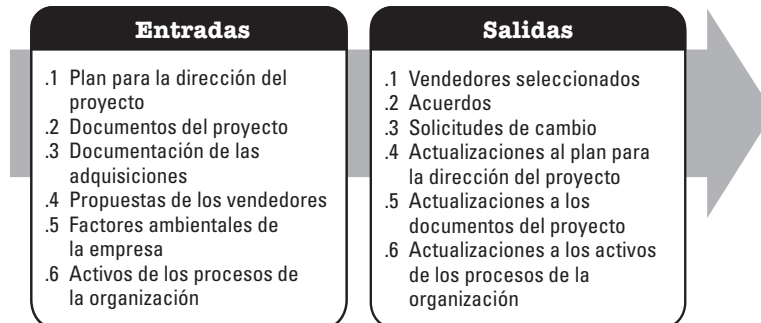 Entradas
.1 Plan para la dirección del
proyecto
.2 Documentos del proyecto
.3 Documentación de las
adquisiciones
.4 Propuestas de los vendedores
.5 Factores ambientales de
la empresa
.6 Activos de los procesos de
la organización
Salidas
.1 Vendedores seleccionados
.2 Acuerdos
.3 Solicitudes de cambio
.4 Actualizaciones al plan para
la dirección del proyecto
.5 Actualizaciones a los
documentos del proyecto
.6 Actualizaciones a los activos
de los procesos de la
organización